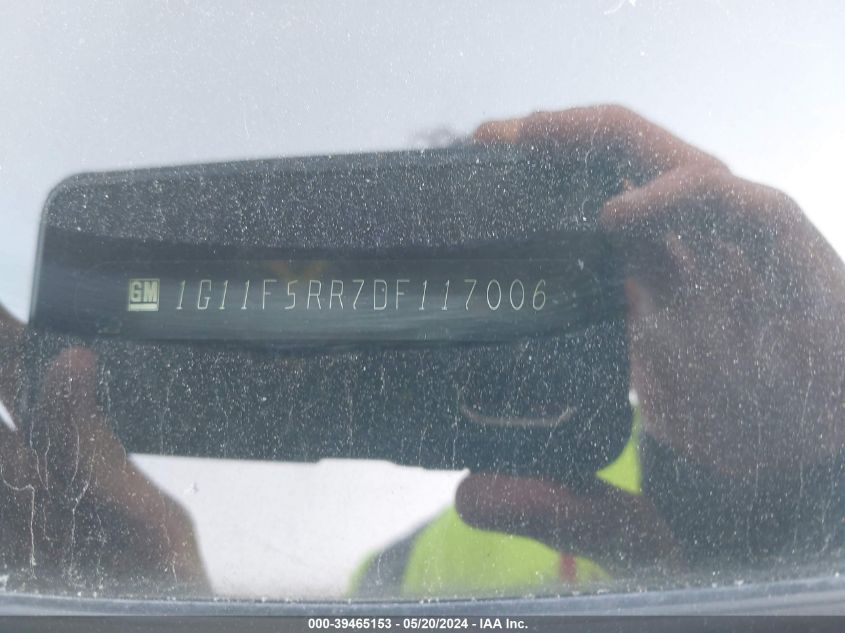 GM 1G11F5RR7DF117006
000-39465153 - 05/20/2024 - IAA Inc.